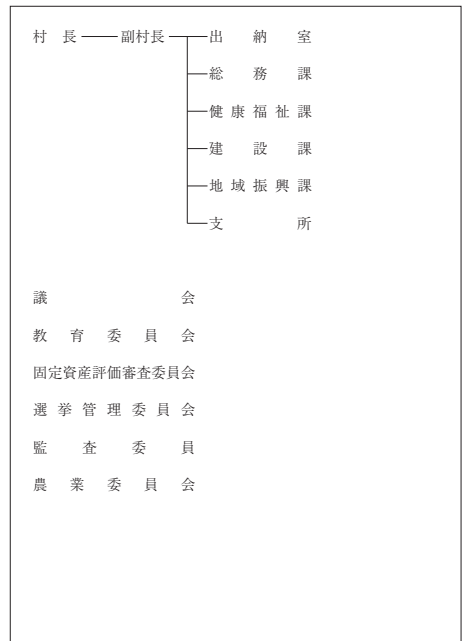 村長 副村長 出納室
総務課
健康福祉課
建設課
地域振興課
支所
議会
教育委員会
固定資産評価審査委員会
選挙管理委員会
監査委員
農業委員会